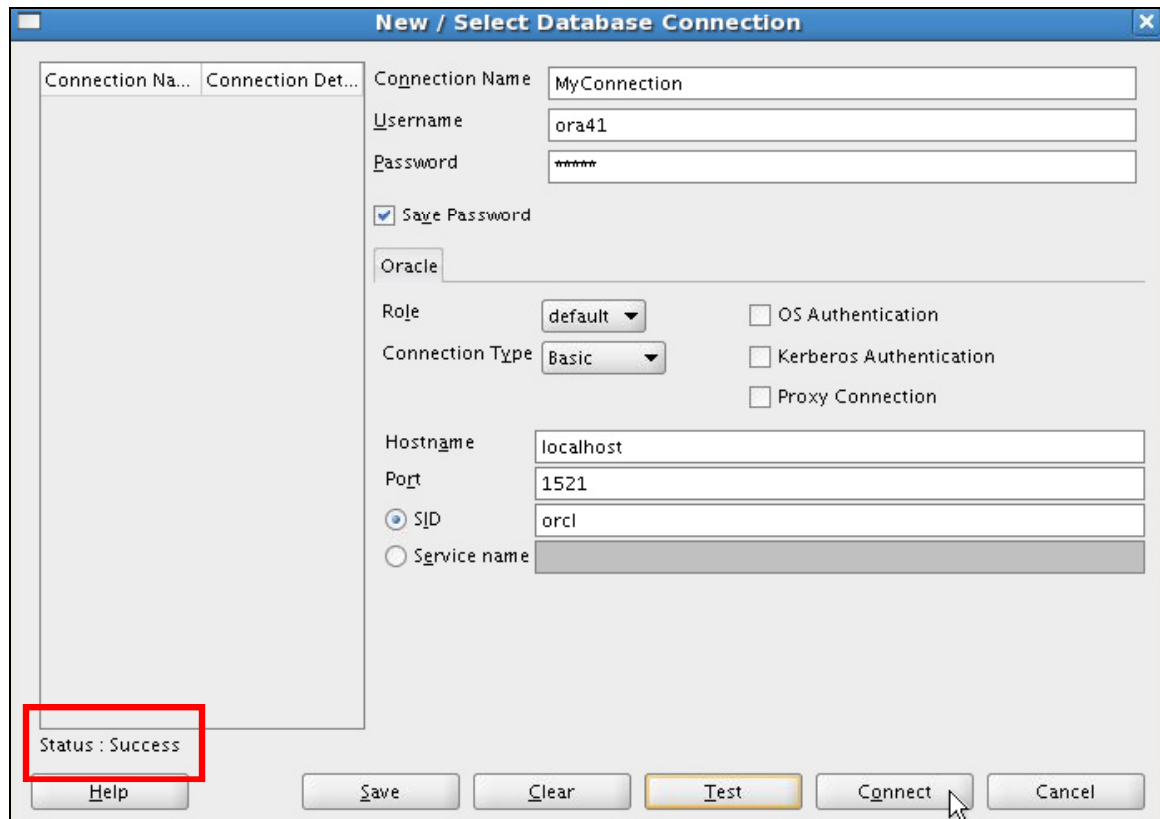 New / Select Database Connection
Connection Na... Connection Det...
Connection Name MyConnection
Username ora41
Password *****
Save Password
Oracle
Role default
OS Authentication
Connection Type Basic
Kerberos Authentication
Proxy Connection
Hostname localhost
Port 1521
SID orcl
Service name
Status : Success
Help Save Clear Test Connect Cancel